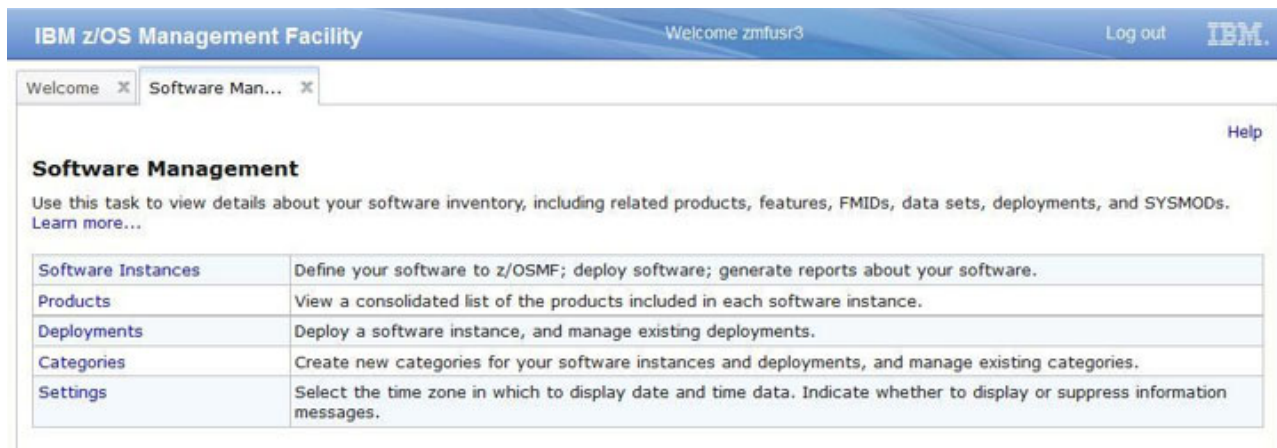 IBM z/OS Management Facility Welcome zmfusr3 Log out IBM.
Welcome X Software Man... X
Help
Software Management
Use this task to view details about your software inventory, including related products, features, FMIDs, data sets, deployments, and SYSMODs.
Learn more...
Software Instances Define your software to z/OSMF; deploy software; generate reports about your software.
Products View a consolidated list of the products included in each software instance.
Deployments Deploy a software instance, and manage existing deployments.
Categories Create new categories for your software instances and deployments, and manage existing categories.
Settings Select the time zone in which to display date and time data. Indicate whether to display or suppress information
messages.